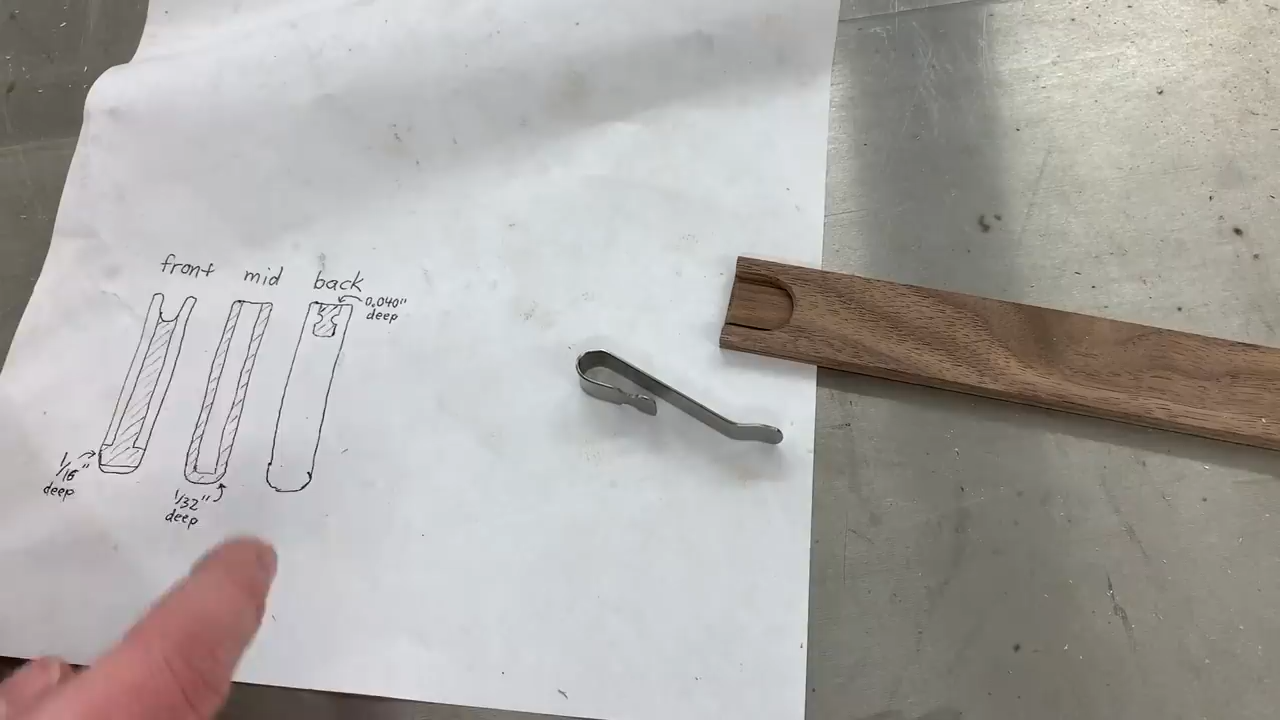 front mid back
0.040"
deep
1/16"
deep
1/32"
deep